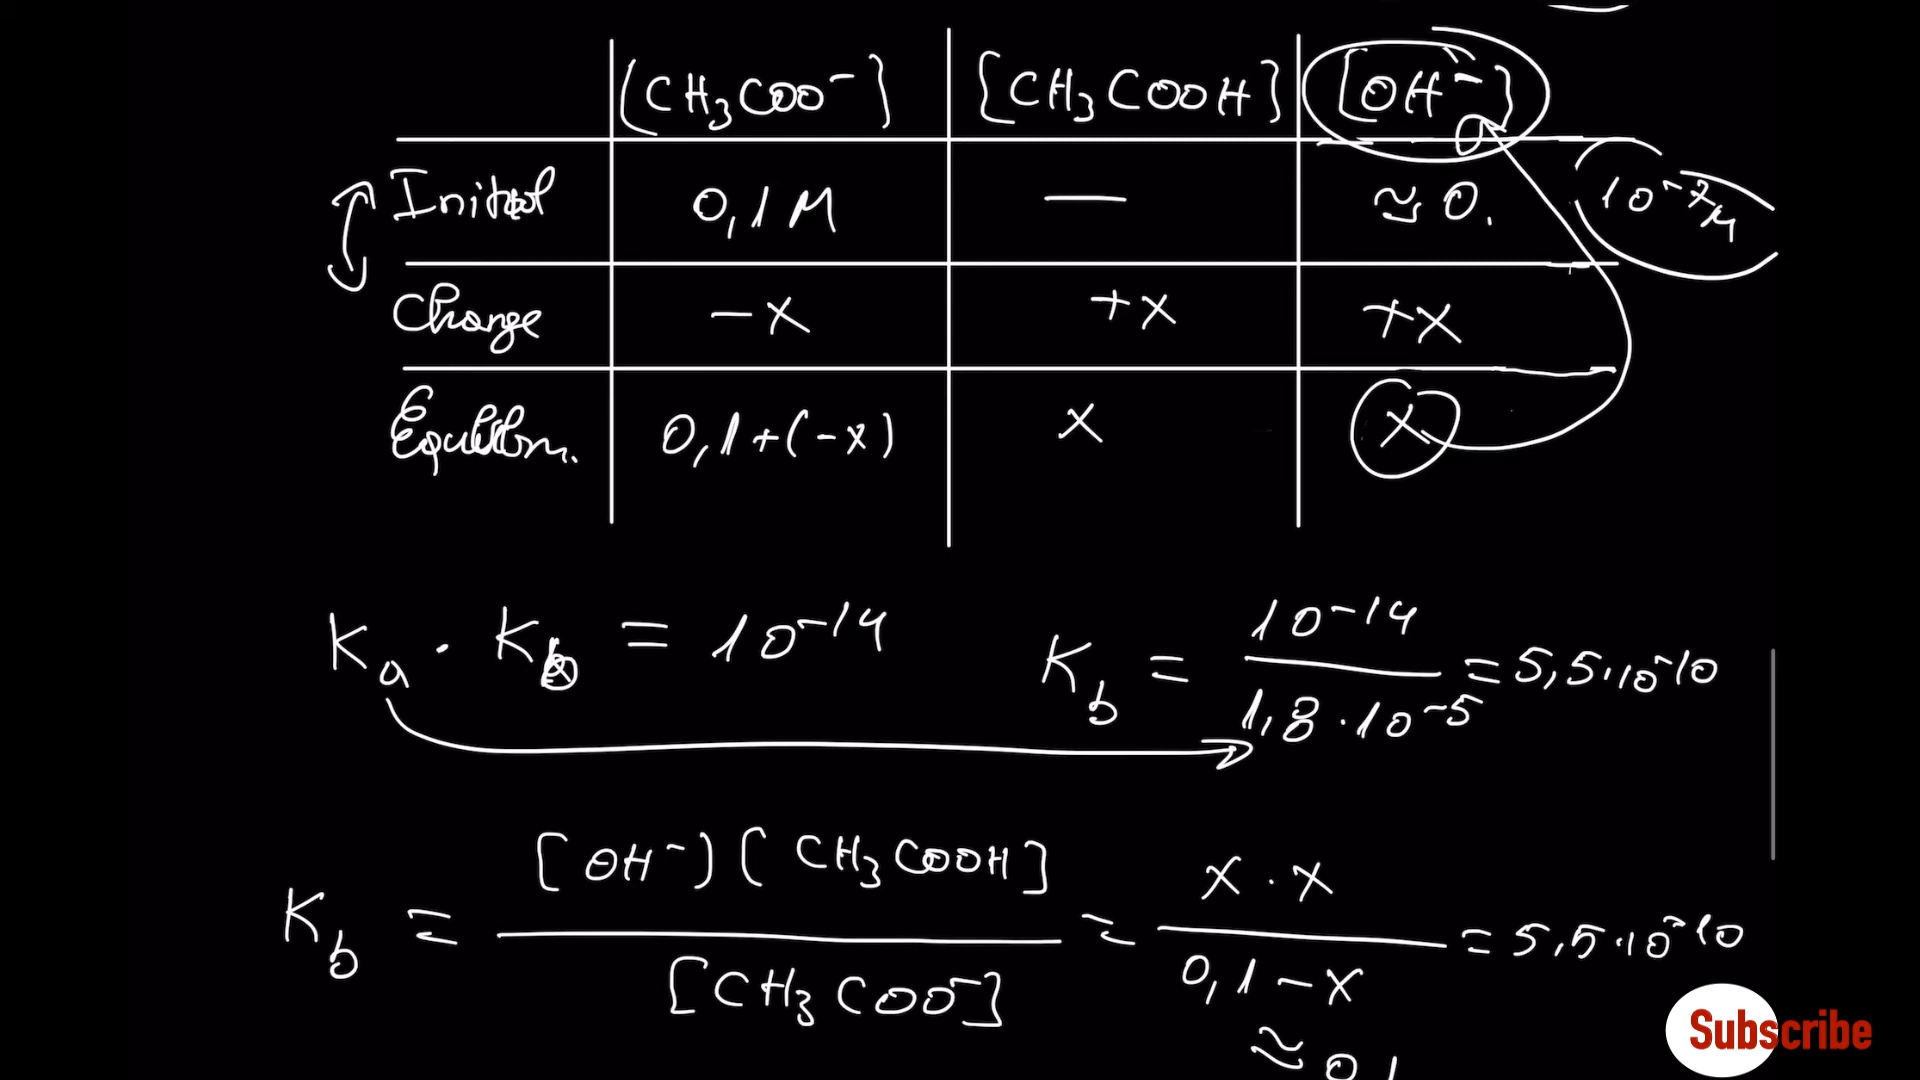 (CH₃COO⁻] [CH₃COOH] [OH⁻]
Initial 0,1M — ≈ 0. 10⁻⁷M
Change -x +x +x
Equilibm. 0,1+(-x) x x
Ka · Kb = 10⁻¹⁴
Kb = 10⁻¹⁴ / 1,8·10⁻⁵ = 5,5·10⁻¹⁰
Kb = [OH⁻)(CH₃COOH] / [CH₃COO⁻] = x·x / 0,1-x = 5,5·10⁻¹⁰
≈ 0,1
Subscribe